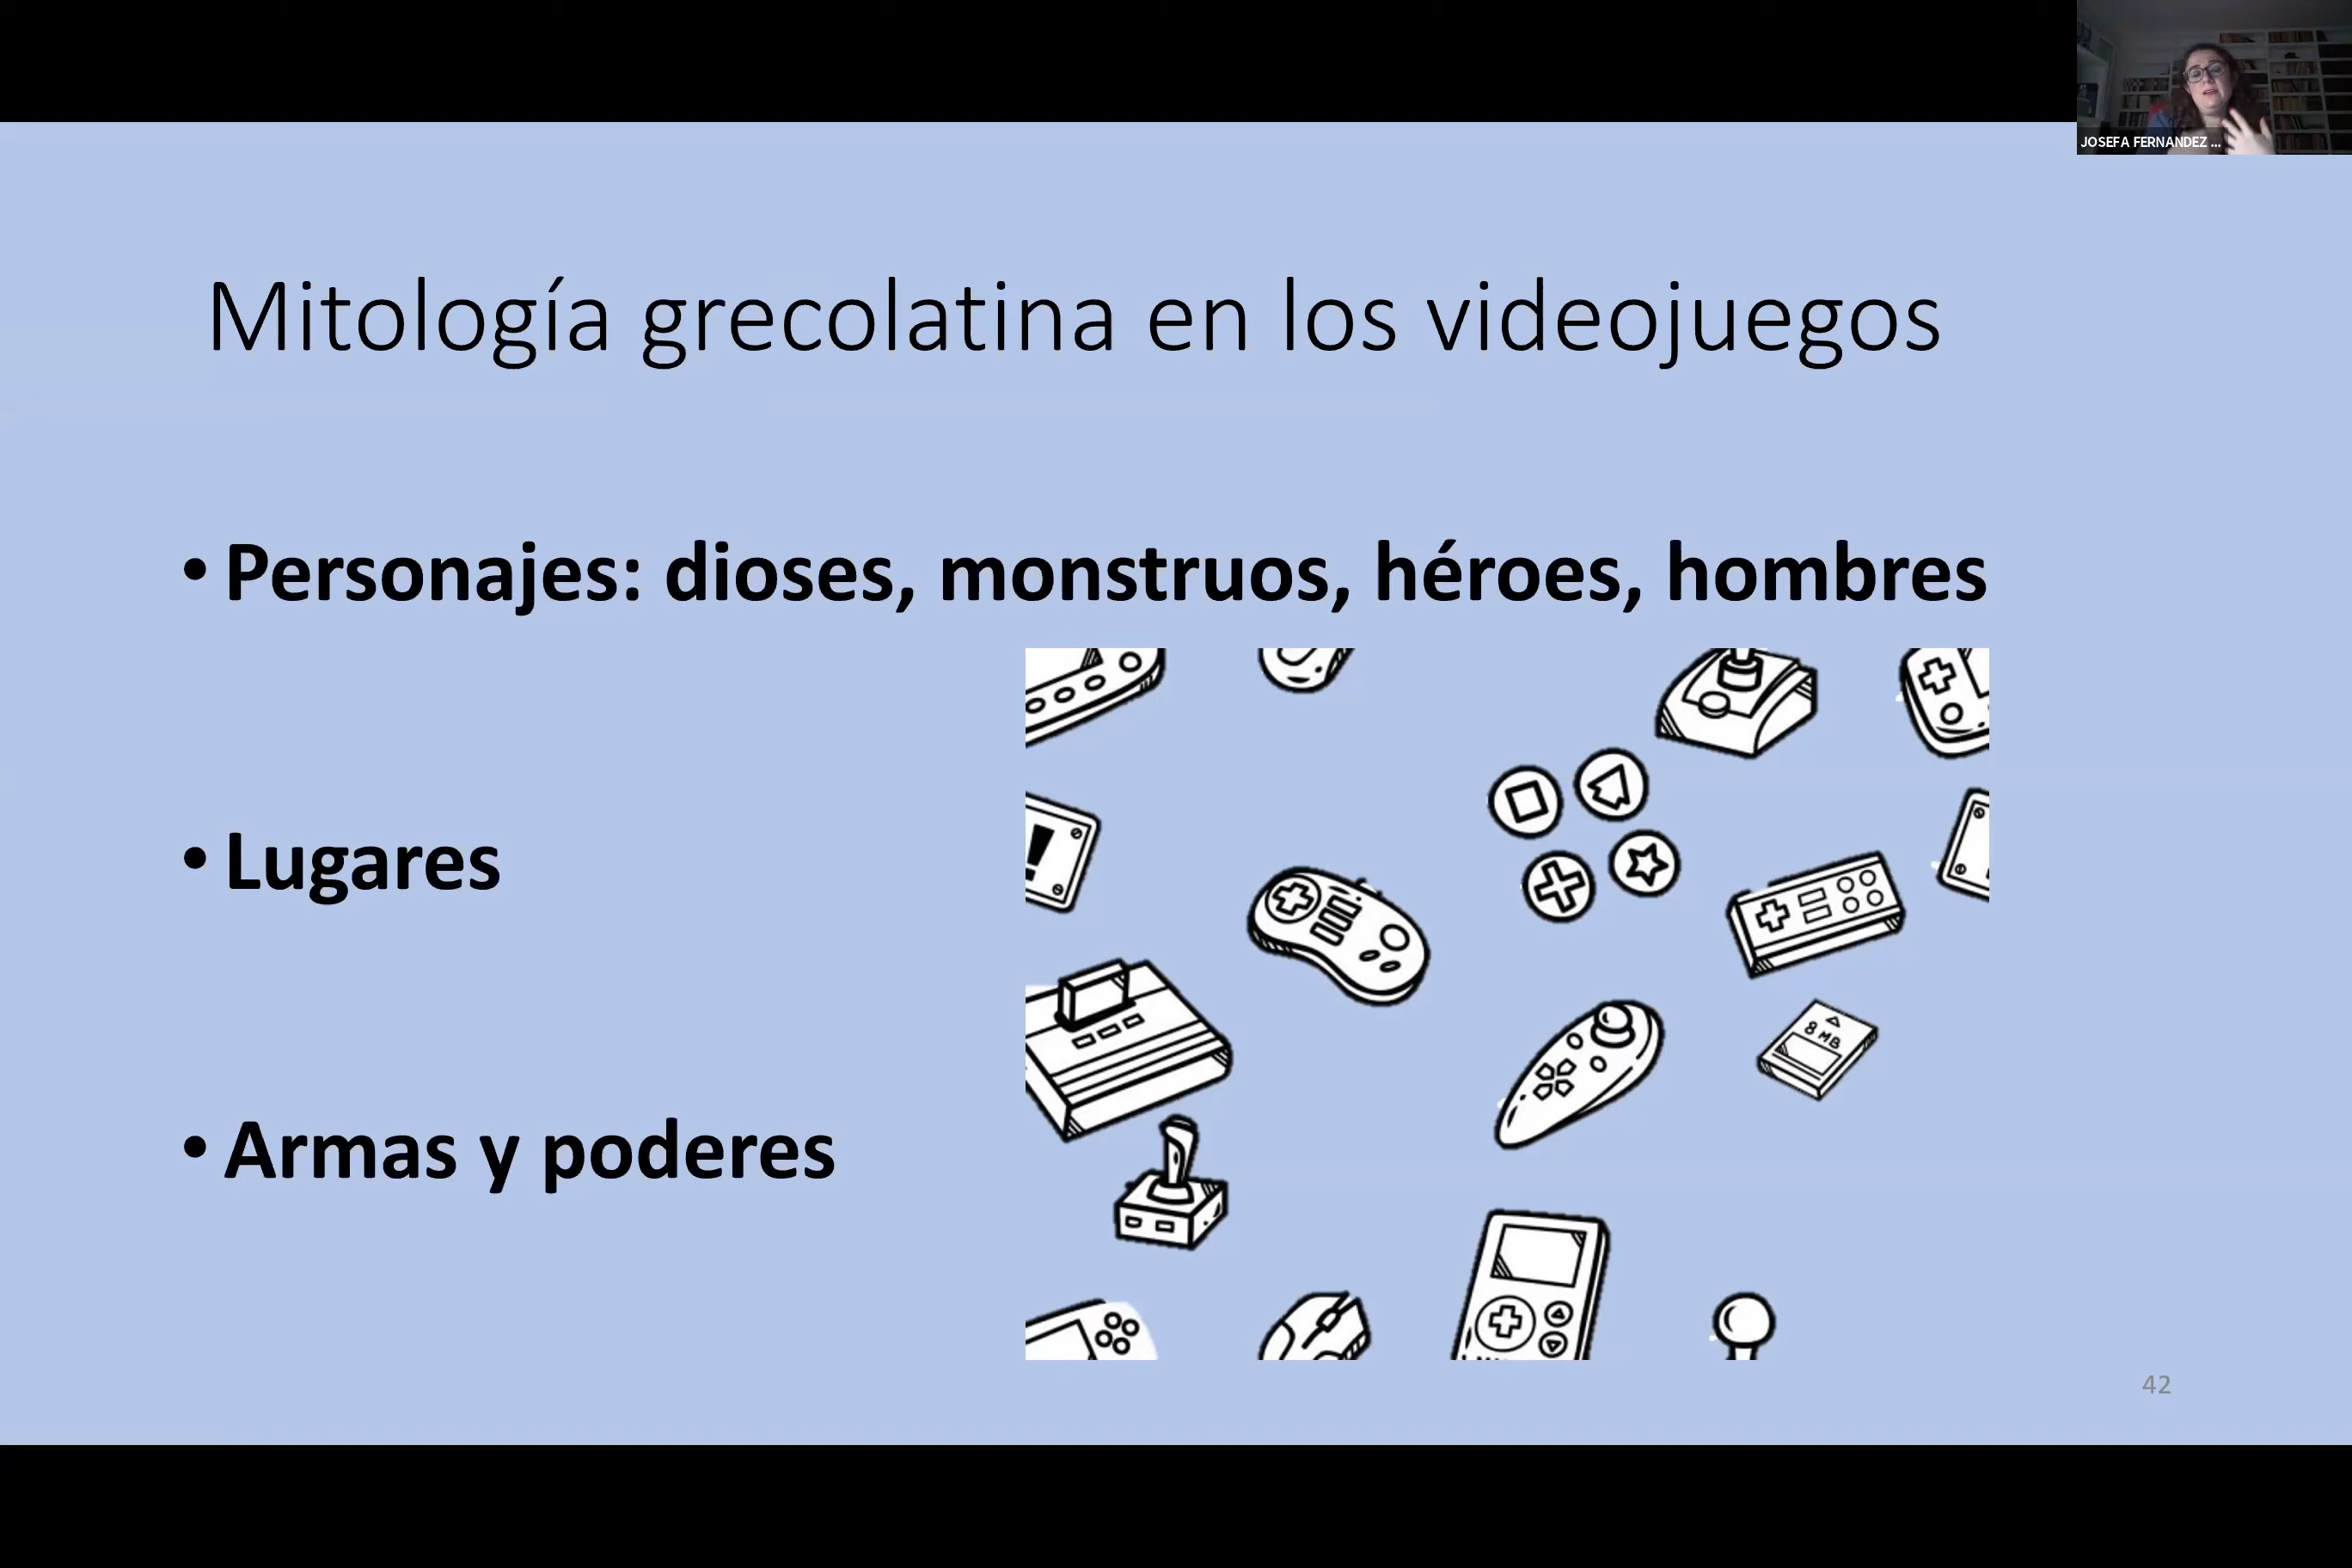 JOSEFA FERNANDEZ ...
Mitología grecolatina en los videojuegos
• Personajes: dioses, monstruos, héroes, hombres
• Lugares
• Armas y poderes
!
8 MB
42